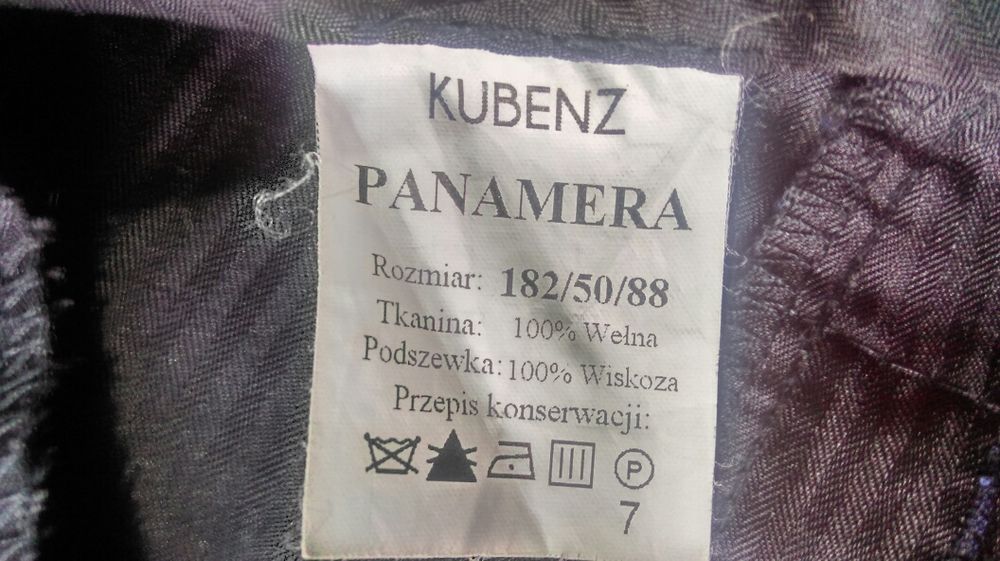 KUBENZ
PANAMERA
Rozmiar: 182/50/88
Tkanina: 100% Wełna
Podszewka: 100% Wiskoza
Przepis konserwacji:
P
7